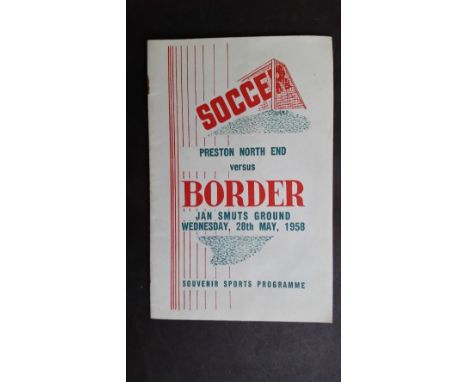 SOCCER
PRESTON NORTH END
versus
BORDER
JAN SMUTS GROUND
WEDNESDAY, 28th MAY, 1958
SOUVENIR SPORTS PROGRAMME